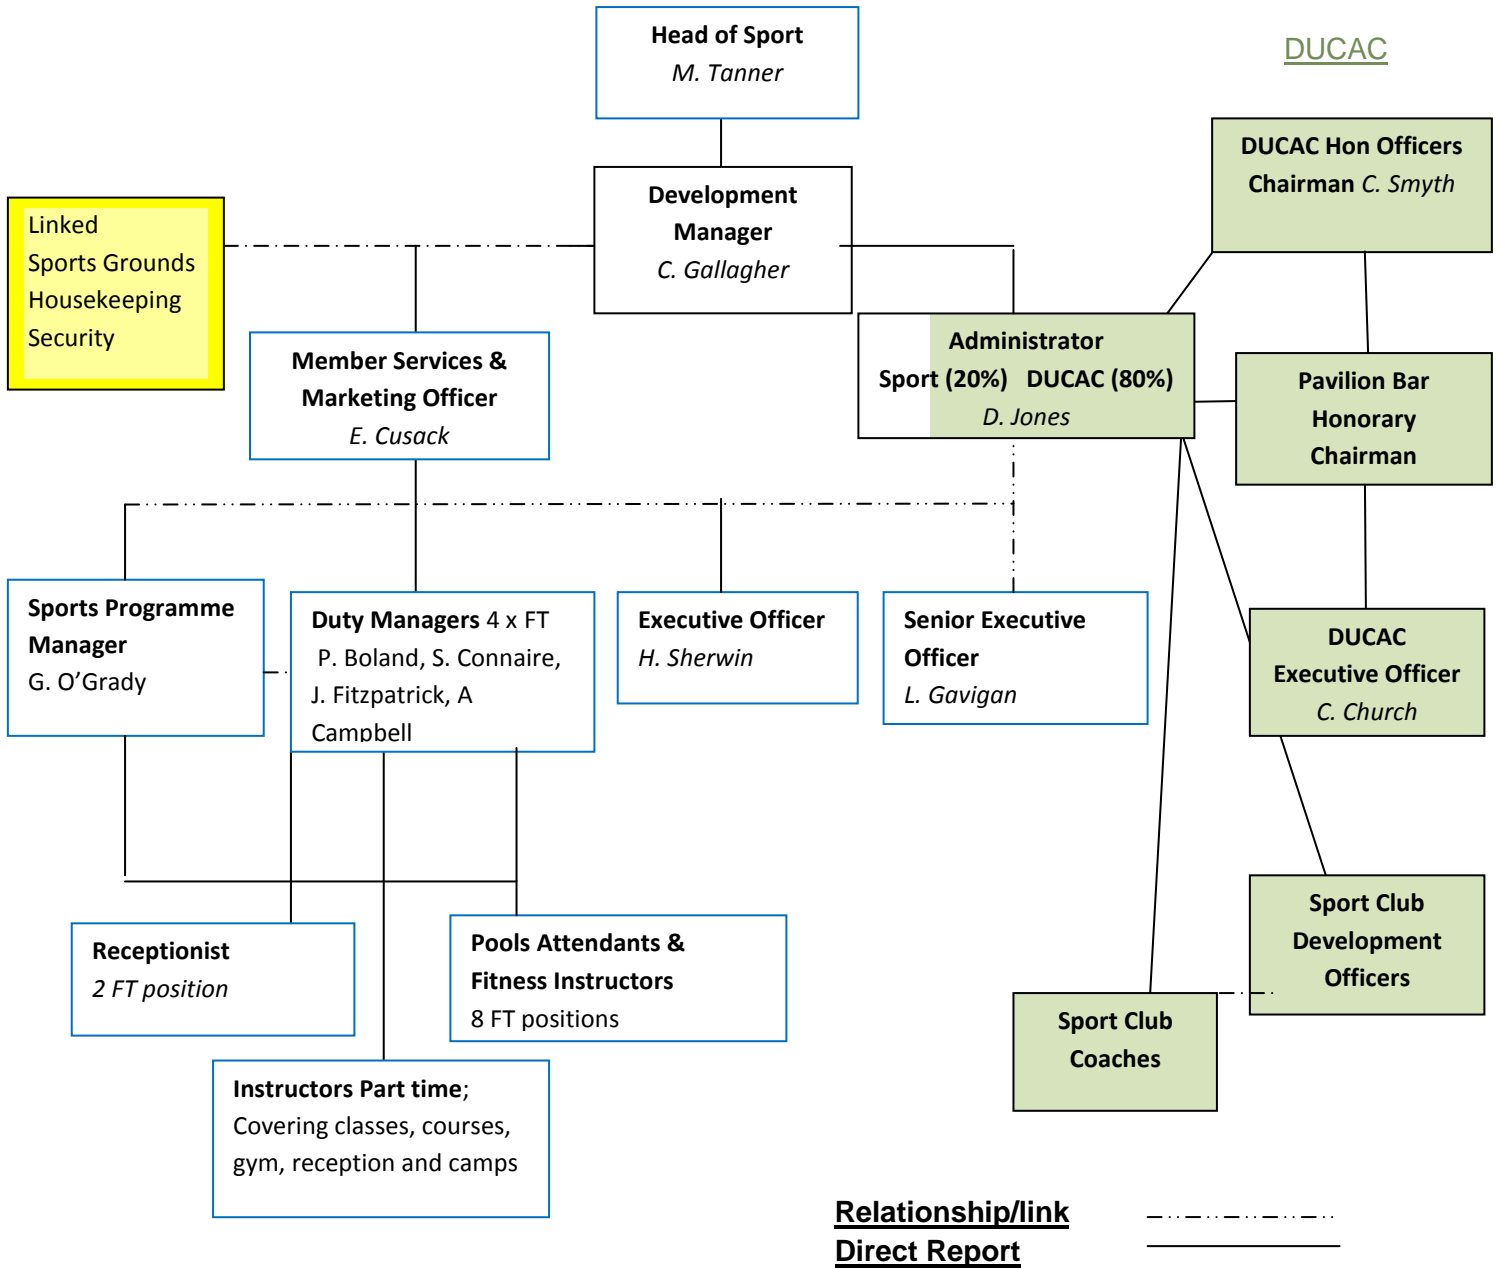 Head of Sport
M. Tanner
DUCAC
DUCAC Hon Officers
Chairman C. Smyth
Development
Manager
C. Gallagher
Linked
Sports Grounds
Housekeeping
Security
Member Services &
Marketing Officer
E. Cusack
Administrator
Sport (20%) DUCAC (80%)
D. Jones
Pavilion Bar
Honorary
Chairman
Sports Programme
Manager
G. O’Grady
Duty Managers 4 x FT
P. Boland, S. Connaire,
J. Fitzpatrick, A
Campbell
Executive Officer
H. Sherwin
Senior Executive
Officer
L. Gavigan
DUCAC
Executive Officer
C. Church
Receptionist
2 FT position
Pools Attendants &
Fitness Instructors
8 FT positions
Sport Club
Development
Officers
Sport Club
Coaches
Instructors Part time;
Covering classes, courses,
gym, reception and camps
Relationship/link
Direct Report